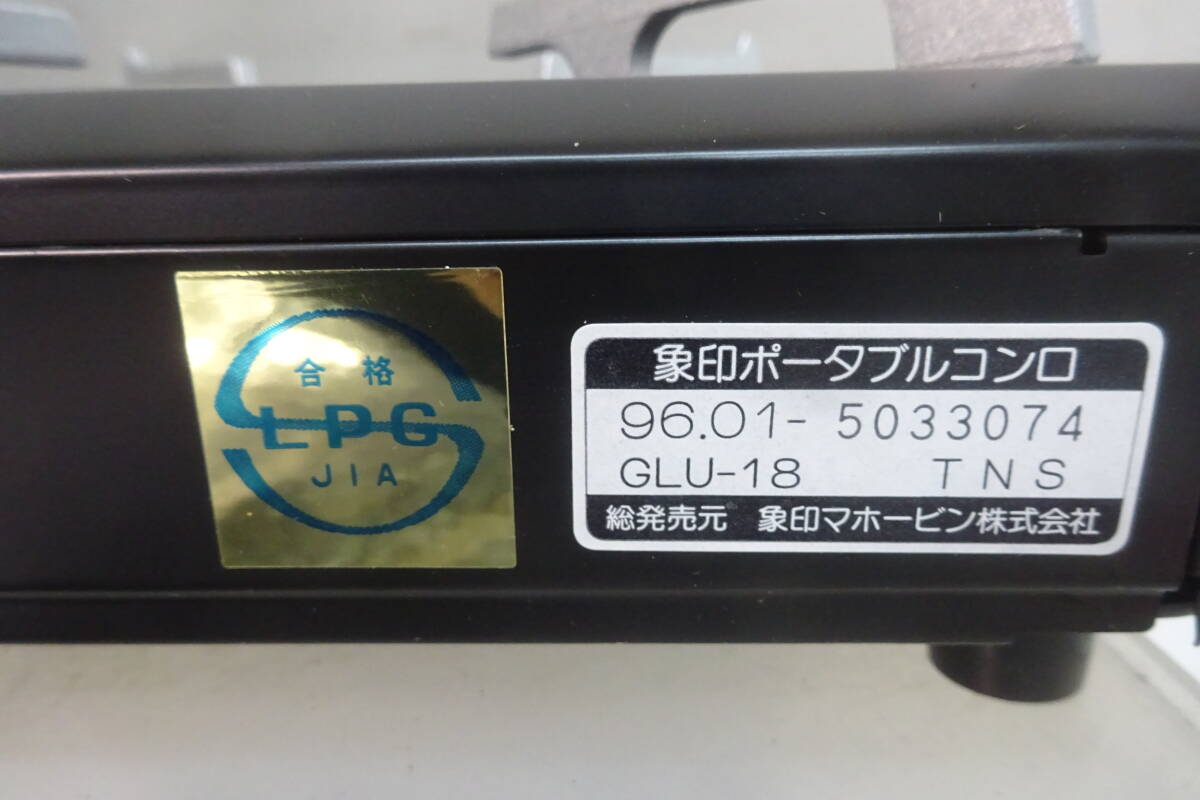 合格
LPG
JIA
象印ポータブルコンロ
96.01-5033074
GLU-18 TNS
総発売元 象印マホービン株式会社